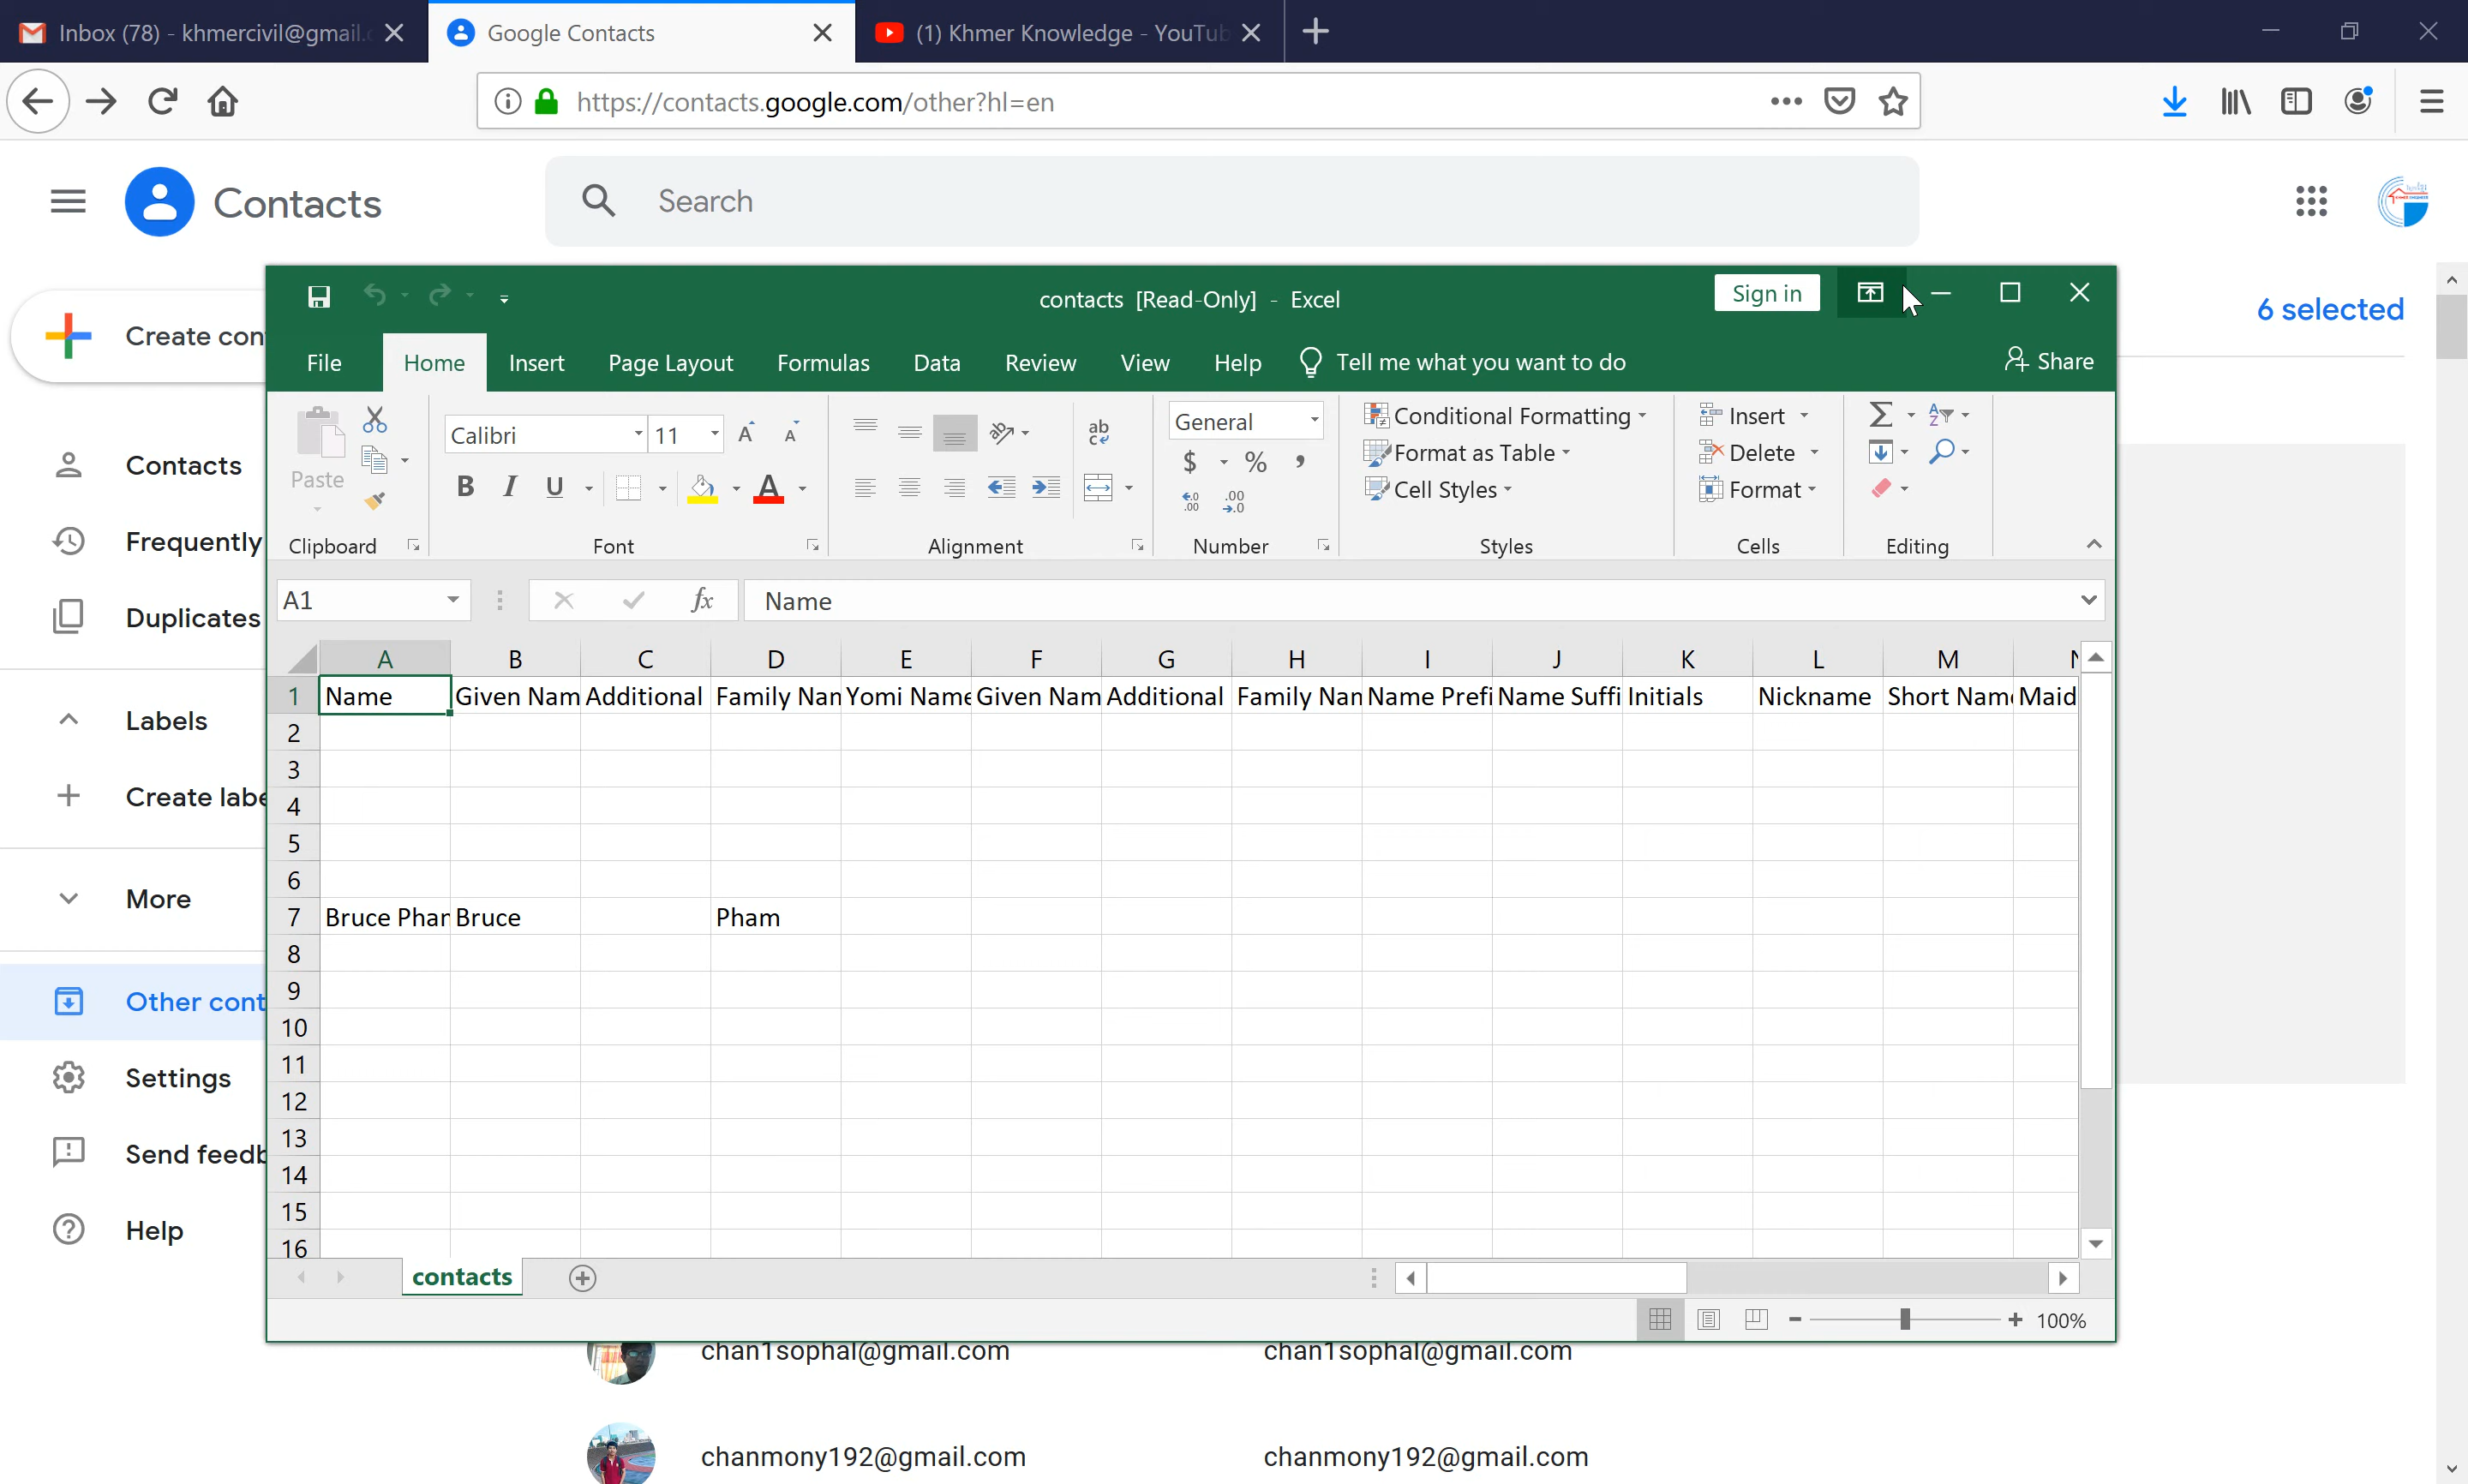 Inbox (78) - khmercivil@gmail.c
Google Contacts
(1) Khmer Knowledge - YouTub
https://contacts.google.com/other?hl=en
Contacts
Search
6 selected
Create con
Contacts
Frequently
Duplicates
Labels
Create labe
More
Other cont
Settings
Send feedb
Help
contacts [Read-Only] - Excel
Sign in
File Home Insert Page Layout Formulas Data Review View Help Tell me what you want to do Share
Paste
Clipboard
Calibri 11
B I U A
Font
ab
Alignment
General
$ % ,
Number
Conditional Formatting
Format as Table
Cell Styles
Styles
Insert
Delete
Format
Cells
Editing
A1 fx Name
A B C D E F G H I J K L M
1 Name Given Nam Additional Family Nan Yomi Name Given Nam Additional Family Nan Name Prefi Name Suffi Initials Nickname Short Name Maid
2
3
4
5
6
7 Bruce Phan Bruce Pham
8
9
10
11
12
13
14
15
16
contacts
100%
chan1sophal@gmail.com chan1sophal@gmail.com
chanmony192@gmail.com chanmony192@gmail.com